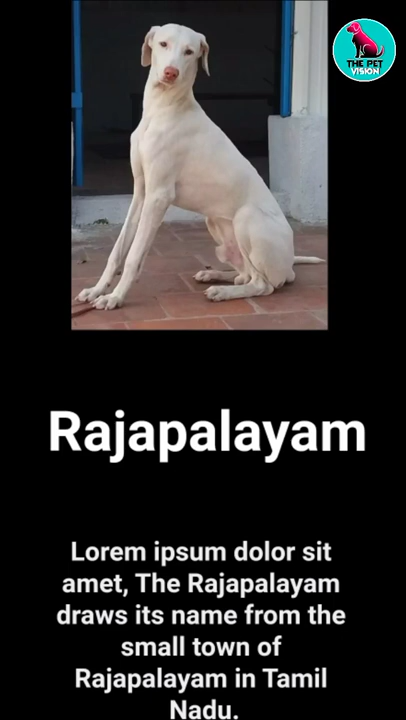 THE PET
VISION
Rajapalayam
Lorem ipsum dolor sit
amet, The Rajapalayam
draws its name from the
small town of
Rajapalayam in Tamil
Nadu.